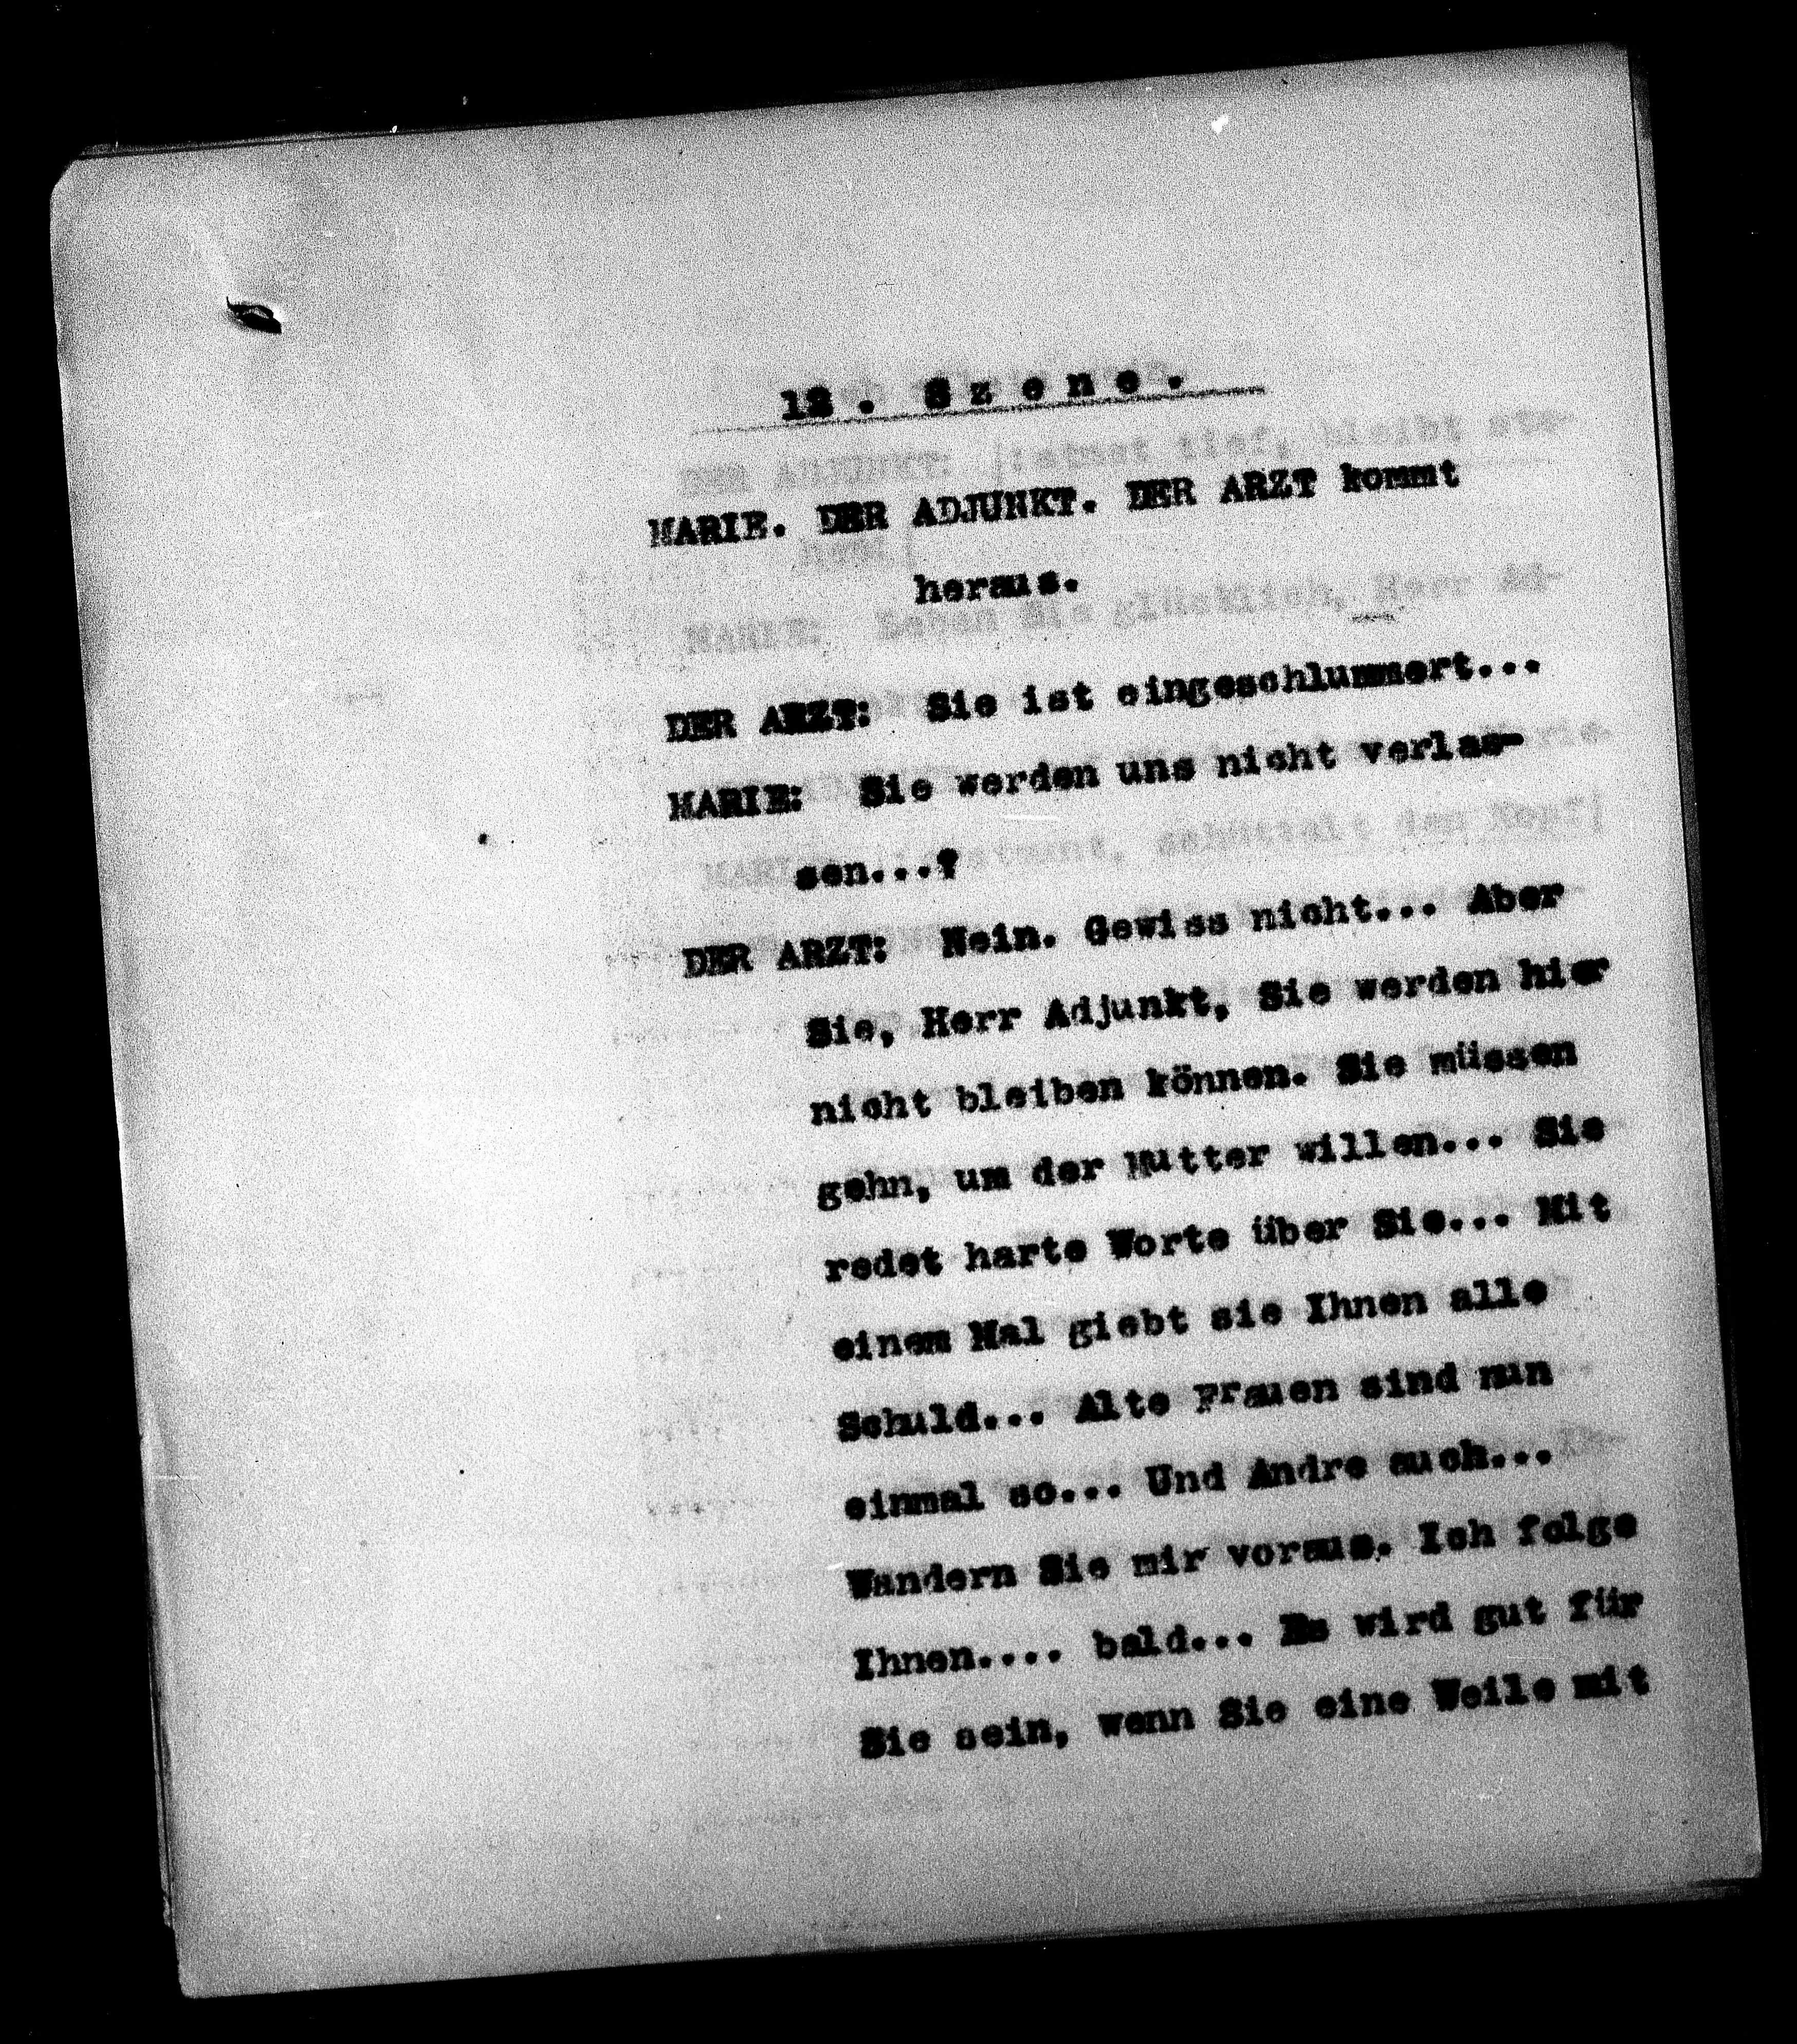 12. Szene.
MARIE. DER ADJUNKT. DER ARZT kommt
heraus.
DER ARZT: Sie ist eingeschlummert...
MARIE: Sie werden uns nicht verlas-
sen...?
DER ARZT: Nein. Gewiss nicht... Aber
Sie, Herr Adjunkt, Sie werden hier
nicht bleiben können. Sie müssen
gehn, um der Mutter willen... Sie
redet harte Worte über Sie... Mit
einem Mal giebt sie Ihnen alle
Schuld... Alte Frauen sind nun
einmal so... Und Andre auch...
Wandern Sie mir voraus. Ich folge
Ihnen.... bald... Es wird gut für
Sie sein, wenn Sie eine Weile mit